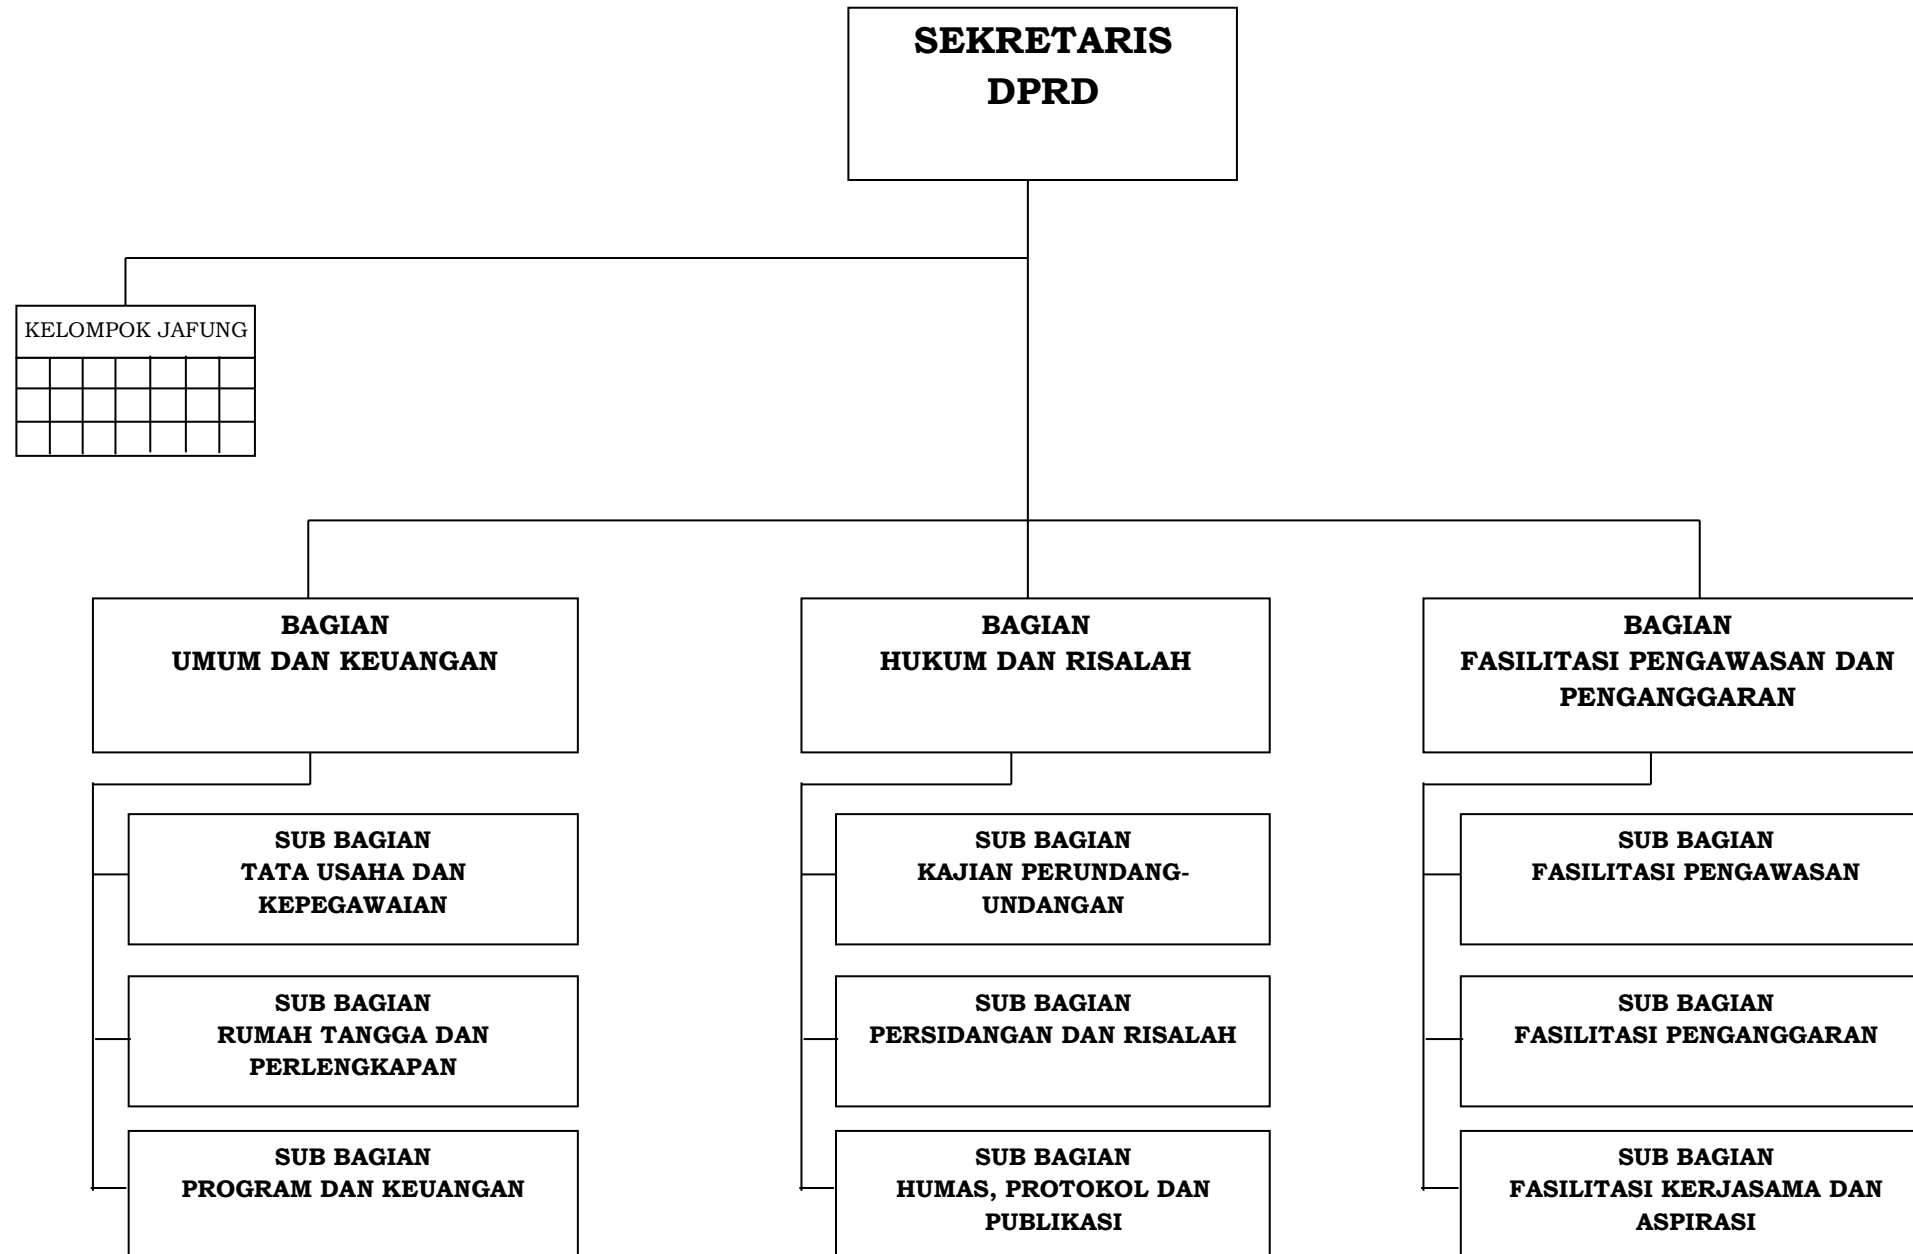 SEKRETARIS
DPRD
KELOMPOK JAFUNG
BAGIAN
UMUM DAN KEUANGAN
BAGIAN
HUKUM DAN RISALAH
BAGIAN
FASILITASI PENGAWASAN DAN
PENGANGGARAN
SUB BAGIAN
TATA USAHA DAN
KEPEGAWAIAN
SUB BAGIAN
KAJIAN PERUNDANG-
UNDANGAN
SUB BAGIAN
FASILITASI PENGAWASAN
SUB BAGIAN
RUMAH TANGGA DAN
PERLENGKAPAN
SUB BAGIAN
PERSIDANGAN DAN RISALAH
SUB BAGIAN
FASILITASI PENGANGGARAN
SUB BAGIAN
PROGRAM DAN KEUANGAN
SUB BAGIAN
HUMAS, PROTOKOL DAN
PUBLIKASI
SUB BAGIAN
FASILITASI KERJASAMA DAN
ASPIRASI